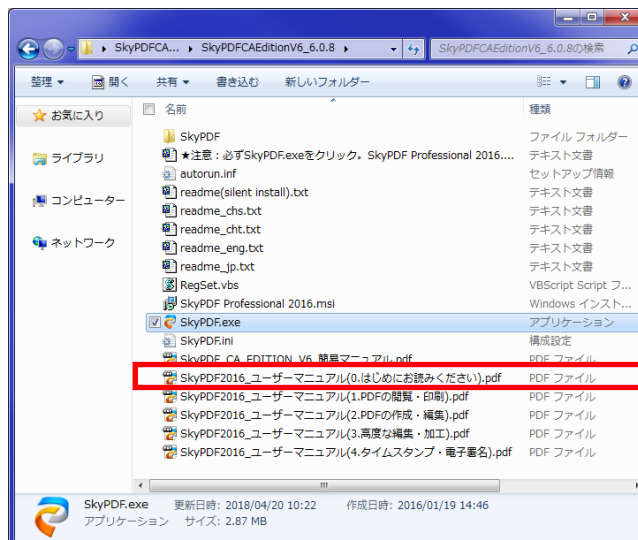 SkyPDFCA... ▸ SkyPDFCAEditionV6_6.0.8 ▸ SkyPDFCAEditionV6_6.0.8の検索
整理 開く 共有 書き込む 新しいフォルダー
お気に入り
ライブラリ
コンピューター
ネットワーク
名前 種類
SkyPDF ファイル フォルダー
★注意：必ずSkyPDF.exeをクリック。SkyPDF Professional 2016.... テキスト文書
autorun.inf セットアップ情報
readme(silent install).txt テキスト文書
readme_chs.txt テキスト文書
readme_cht.txt テキスト文書
readme_eng.txt テキスト文書
readme_jp.txt テキスト文書
RegSet.vbs VBScript Script フ...
SkyPDF Professional 2016.msi Windows インスト...
SkyPDF.exe アプリケーション
SkyPDF.ini 構成設定
SkyPDF_CA_EDITION_V6_簡易マニュアル.pdf PDF ファイル
SkyPDF2016_ユーザーマニュアル(0.はじめにお読みください).pdf PDF ファイル
SkyPDF2016_ユーザーマニュアル(1.PDFの閲覧・印刷).pdf PDF ファイル
SkyPDF2016_ユーザーマニュアル(2.PDFの作成・編集).pdf PDF ファイル
SkyPDF2016_ユーザーマニュアル(3.高度な編集・加工).pdf PDF ファイル
SkyPDF2016_ユーザーマニュアル(4.タイムスタンプ・電子署名).pdf PDF ファイル
SkyPDF.exe 更新日時: 2018/04/20 10:22 作成日時: 2016/01/19 14:46
アプリケーション サイズ: 2.87 MB